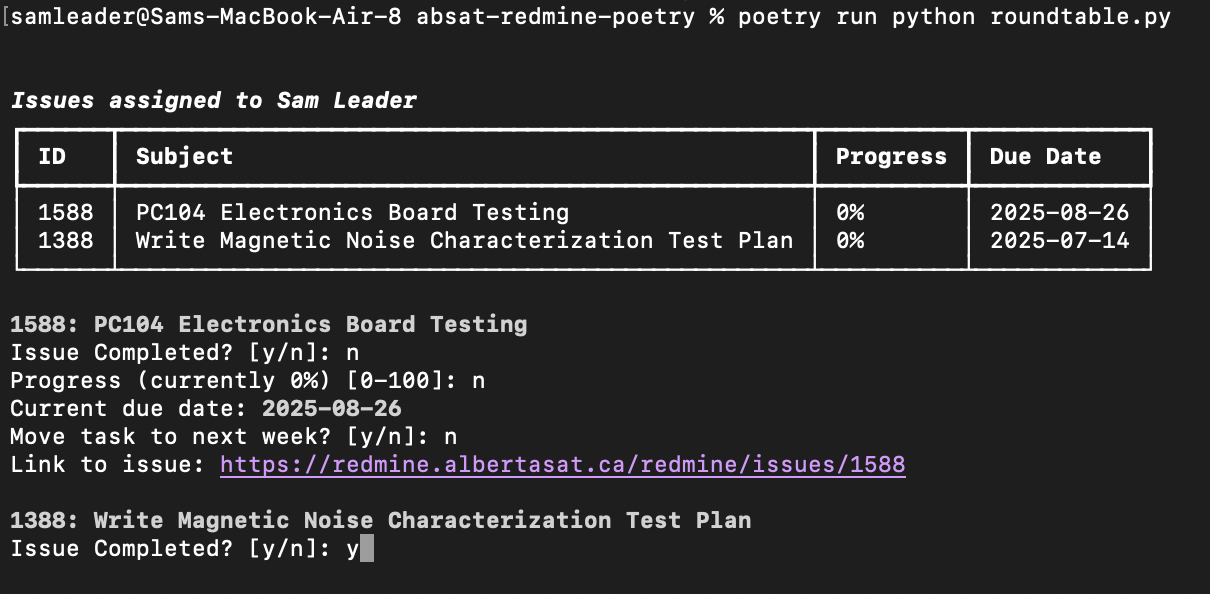 [samleader@Sams-MacBook-Air-8 absat-redmine-poetry % poetry run python roundtable.py
Issues assigned to Sam Leader
ID Subject Progress Due Date
1588 PC104 Electronics Board Testing 0% 2025-08-26
1388 Write Magnetic Noise Characterization Test Plan 0% 2025-07-14
1588: PC104 Electronics Board Testing
Issue Completed? [y/n]: n
Progress (currently 0%) [0-100]: n
Current due date: 2025-08-26
Move task to next week? [y/n]: n
Link to issue: https://redmine.albertasat.ca/redmine/issues/1588
1388: Write Magnetic Noise Characterization Test Plan
Issue Completed? [y/n]: y